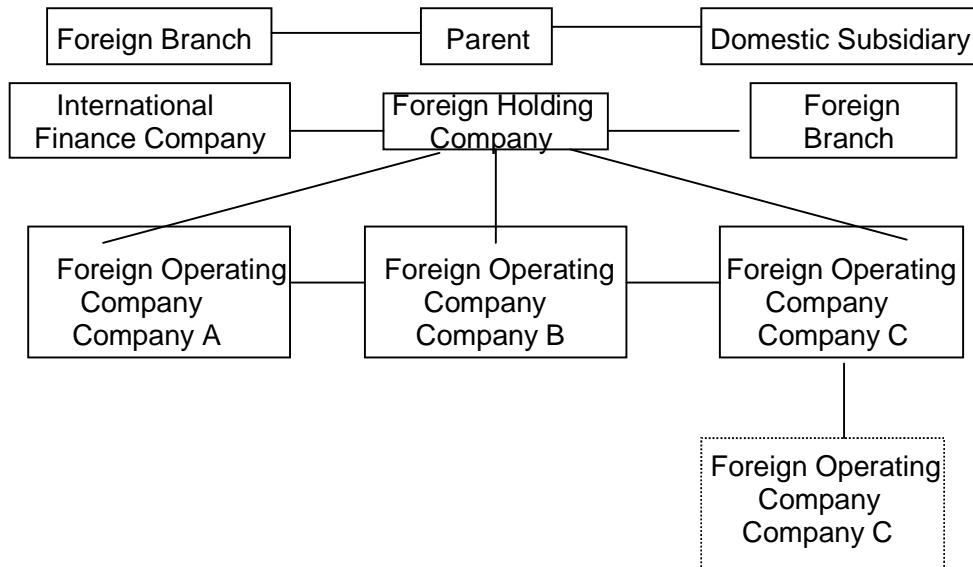 Foreign Branch
Parent
Domestic Subsidiary
International
Finance Company
Foreign Holding
Company
Foreign
Branch
Foreign Operating
Company
Company A
Foreign Operating
Company
Company B
Foreign Operating
Company
Company C
Foreign Operating
Company
Company C